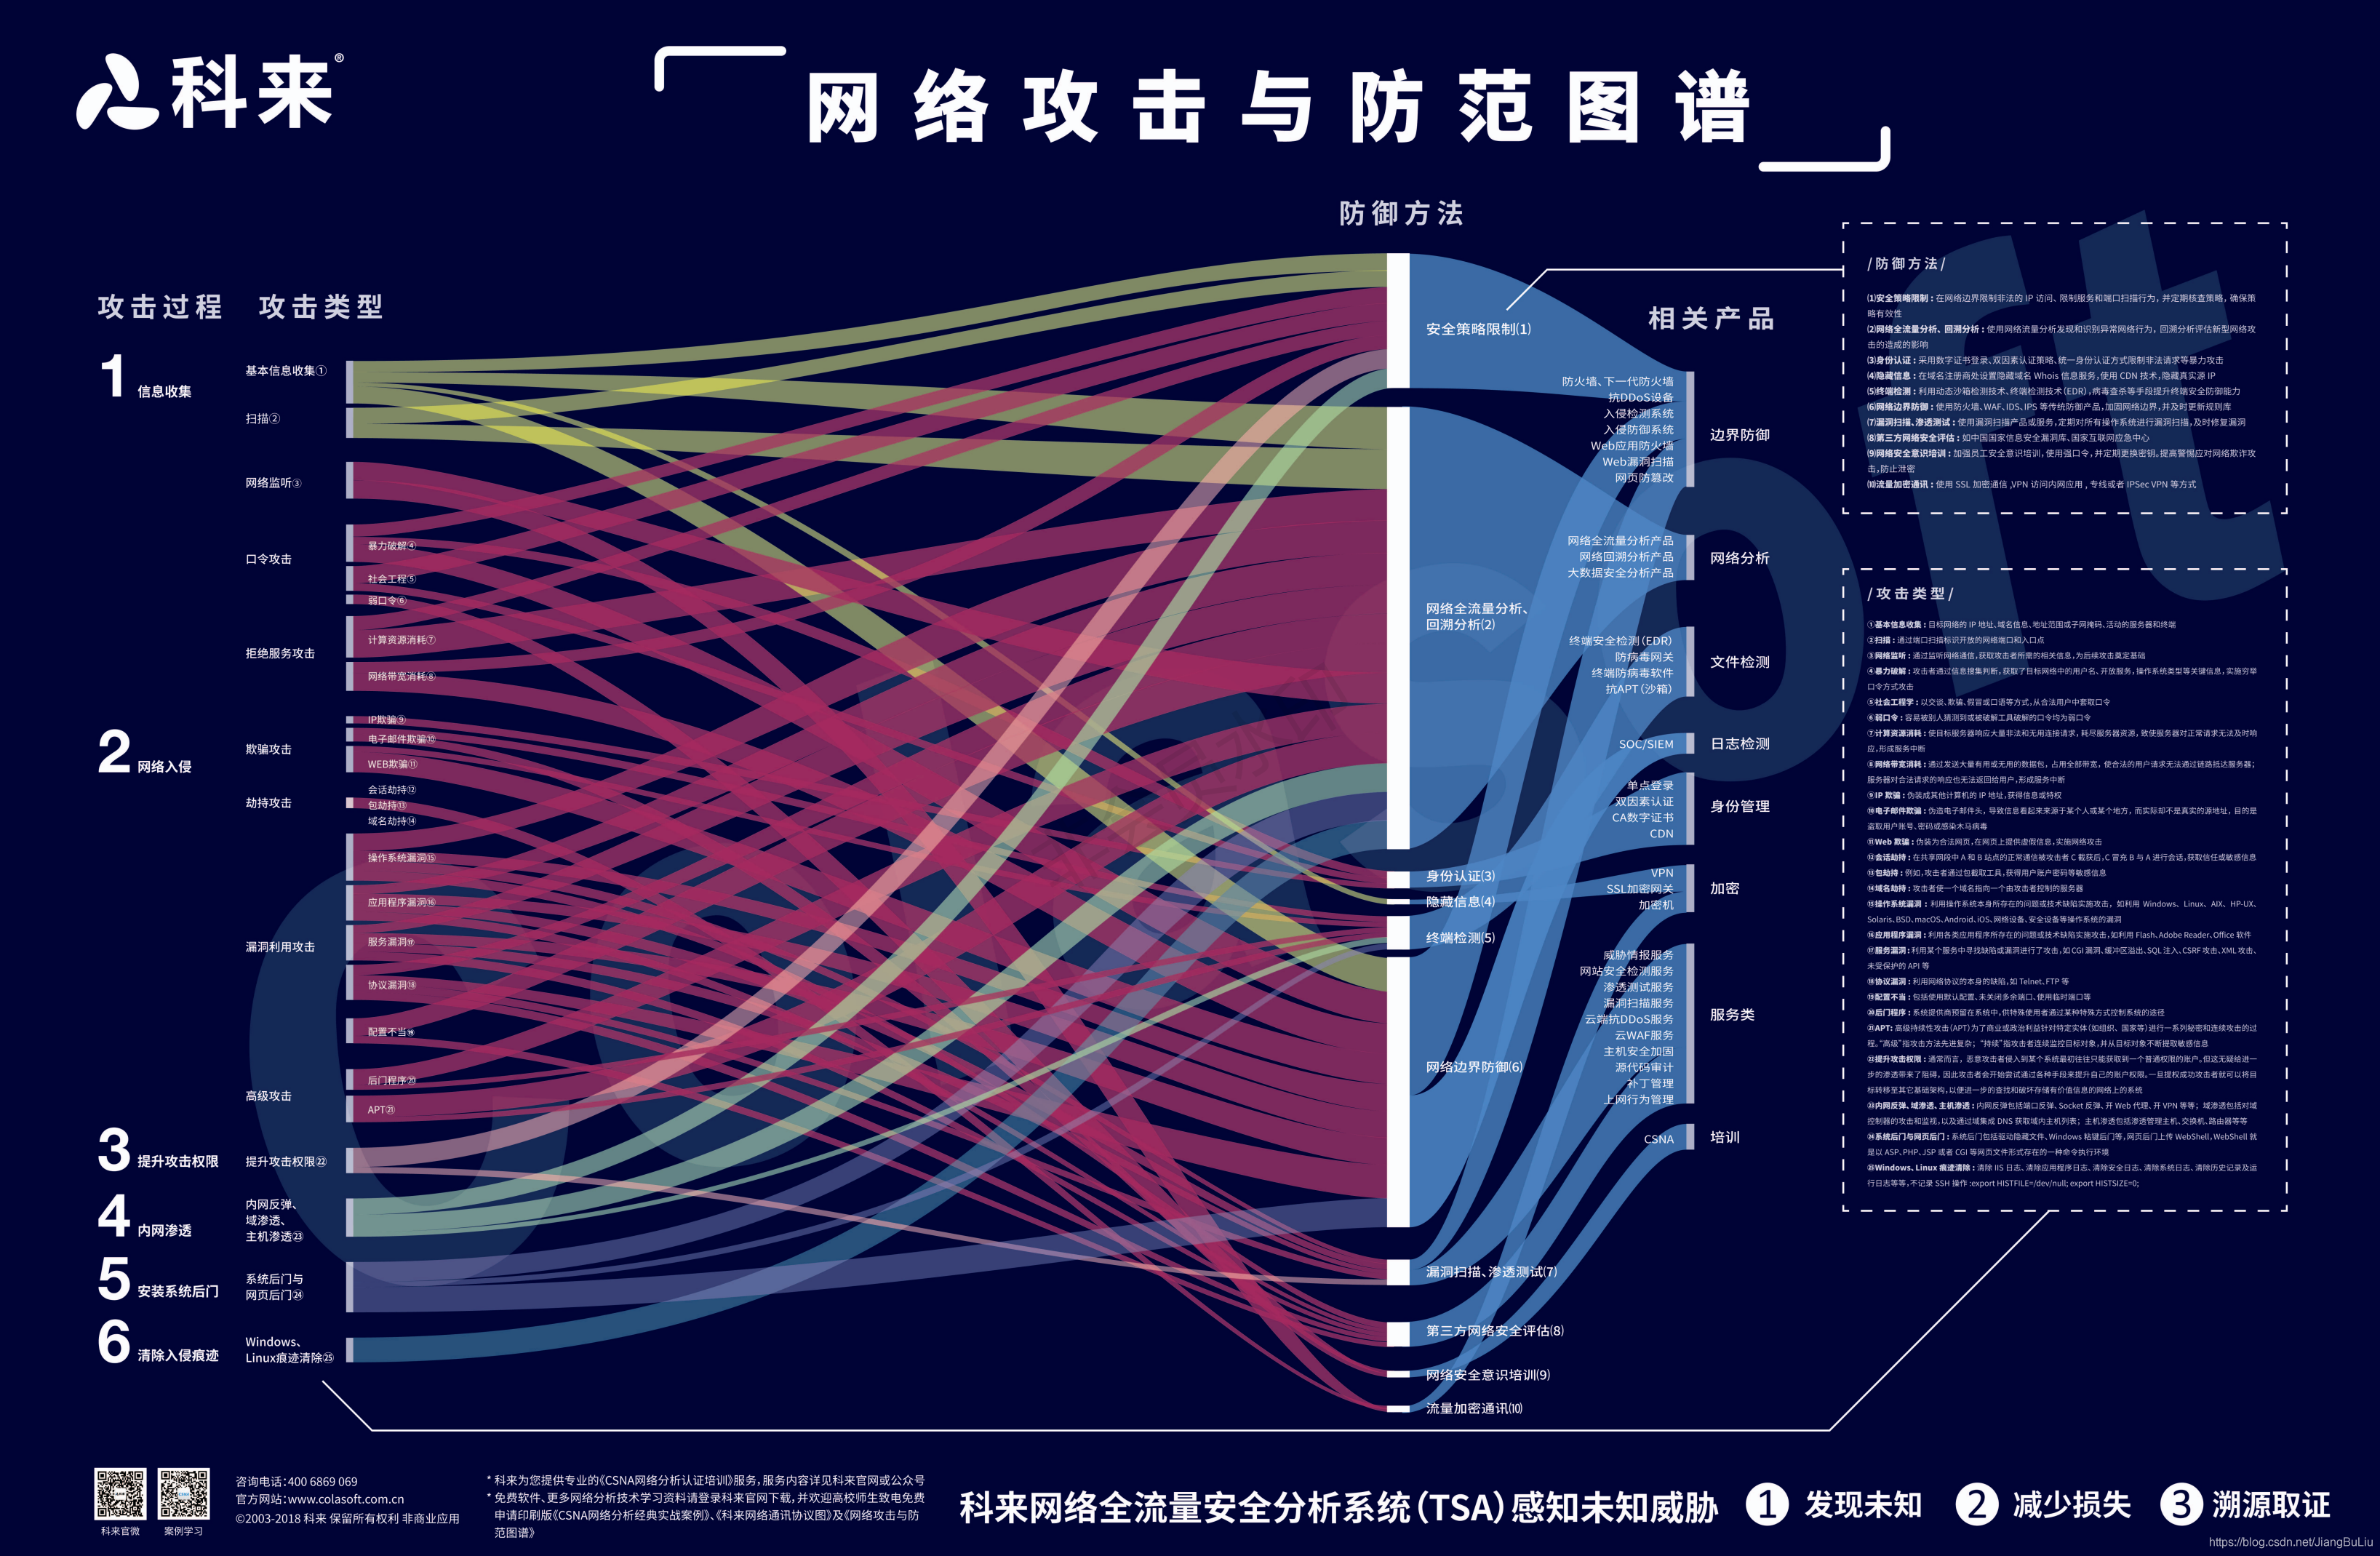 科来®
网络攻击与防范图谱
防御方法
攻击过程 攻击类型
相关产品
1 信息收集
基本信息收集①
扫描②
2 网络入侵
网络监听③
口令攻击
暴力破解④
社会工程⑤
弱口令⑥
拒绝服务攻击
计算资源消耗⑦
网络带宽消耗⑧
欺骗攻击
IP欺骗⑨
电子邮件欺骗⑩
WEB欺骗⑪
劫持攻击
会话劫持⑫
包劫持⑬
域名劫持⑭
漏洞利用攻击
操作系统漏洞⑮
应用程序漏洞⑯
服务漏洞⑰
协议漏洞⑱
配置不当⑲
高级攻击
后门程序⑳
APT㉑
3 提升攻击权限
提升攻击权限㉒
4 内网渗透
内网反弹、
域渗透、
主机渗透㉓
5 安装系统后门
系统后门与
网页后门㉔
6 清除入侵痕迹
Windows、
Linux痕迹清除㉕
安全策略限制(1)
网络全流量分析、
回溯分析(2)
身份认证(3)
隐藏信息(4)
终端检测(5)
网络边界防御(6)
漏洞扫描、渗透测试(7)
第三方网络安全评估(8)
网络安全意识培训(9)
流量加密通讯(10)
防火墙、下一代防火墙
抗DDoS设备
入侵检测系统
入侵防御系统
Web应用防火墙
Web漏洞扫描
网页防篡改
边界防御
网络全流量分析产品
网络回溯分析产品
大数据安全分析产品
网络分析
终端安全检测（EDR）
防病毒网关
终端防病毒软件
抗APT（沙箱）
文件检测
SOC/SIEM
日志检测
单点登录
双因素认证
CA数字证书
CDN
身份管理
VPN
SSL加密网关
加密机
加密
威胁情报服务
网站安全检测服务
渗透测试服务
漏洞扫描服务
云端抗DDoS服务
云WAF服务
主机安全加固
源代码审计
补丁管理
上网行为管理
服务类
CSNA
培训
/防御方法/
(1)安全策略限制：在网络边界限制非法的 IP 访问、限制服务和端口扫描行为，并定期核查策略，确保策
略有效性
(2)网络全流量分析、回溯分析：使用网络流量分析发现和识别异常网络行为，回溯分析评估新型网络攻
击的造成的影响
(3)身份认证：采用数字证书登录、双因素认证策略、统一身份认证方式限制非法请求等暴力攻击
(4)隐藏信息：在域名注册商处设置隐藏域名 Whois 信息服务，使用 CDN 技术，隐藏真实源 IP
(5)终端检测：利用动态沙箱检测技术、终端检测技术（EDR），病毒查杀等手段提升终端安全防御能力
(6)网络边界防御：使用防火墙、WAF、IDS、IPS 等传统防御产品，加固网络边界，并及时更新规则库
(7)漏洞扫描、渗透测试：使用漏洞扫描产品或服务，定期对所有操作系统进行漏洞扫描，及时修复漏洞
(8)第三方网络安全评估：如中国国家信息安全漏洞库、国家互联网应急中心
(9)网络安全意识培训：加强员工安全意识培训，使用强口令，并定期更换密钥。提高警惕应对网络欺诈攻
击，防止泄密
(10)流量加密通讯：使用 SSL 加密通信 ,VPN 访问内网应用 , 专线或者 IPSec VPN 等方式
/攻击类型/
①基本信息收集：目标网络的 IP 地址、域名信息、地址范围或子网掩码、活动的服务器和终端
②扫描：通过端口扫描标识开放的网络端口和入口点
③网络监听：通过监听网络通信，获取攻击者所需的相关信息，为后续攻击奠定基础
④暴力破解：攻击者通过信息搜集判断，获取了目标网络中的用户名、开放服务，操作系统类型等关键信息，实施穷举
口令方式攻击
⑤社会工程学：以交谈、欺骗、假冒或口语等方式，从合法用户中套取口令
⑥弱口令：容易被别人猜测到或被破解工具破解的口令均为弱口令
⑦计算资源消耗：使目标服务器响应大量非法和无用连接请求，耗尽服务器资源，致使服务器对正常请求无法及时响
应，形成服务中断
⑧网络带宽消耗：通过发送大量有用或无用的数据包，占用全部带宽，使合法的用户请求无法通过链路抵达服务器；
服务器对合法请求的响应也无法返回给用户，形成服务中断
⑨IP 欺骗：伪装成其他计算机的 IP 地址，获得信息或特权
⑩电子邮件欺骗：伪造电子邮件头，导致信息看起来来源于某个人或某个地方，而实际却不是真实的源地址，目的是
盗取用户账号、密码或感染木马病毒
⑪Web 欺骗：伪装为合法网页，在网页上提供虚假信息，实施网络攻击
⑫会话劫持：在共享网段中 A 和 B 站点的正常通信被攻击者 C 截获后，C 冒充 B 与 A 进行会话，获取信任或敏感信息
⑬包劫持：例如，攻击者通过包截取工具，获得用户账户密码等敏感信息
⑭域名劫持：攻击者使一个域名指向一个由攻击者控制的服务器
⑮操作系统漏洞：利用操作系统本身所存在的问题或技术缺陷实施攻击，如利用 Windows、Linux、AIX、HP-UX、
Solaris、BSD、macOS、Android、iOS、网络设备、安全设备等操作系统的漏洞
⑯应用程序漏洞：利用各类应用程序所存在的问题或技术缺陷实施攻击，如利用 Flash、Adobe Reader、Office 软件
⑰服务漏洞：利用某个服务中寻找缺陷或漏洞进行了攻击，如 CGI 漏洞、缓冲区溢出、SQL 注入、CSRF 攻击、XML 攻击、
未受保护的 API 等
⑱协议漏洞：利用网络协议的本身的缺陷，如 Telnet、FTP 等
⑲配置不当：包括使用默认配置、未关闭多余端口、使用临时端口等
⑳后门程序：系统提供商预留在系统中，供特殊使用者通过某种特殊方式控制系统的途径
㉑APT: 高级持续性攻击（APT）为了商业或政治利益针对特定实体（如组织、国家等）进行一系列秘密和连续攻击的过
程。“高级”指攻击方法先进复杂；“持续”指攻击者连续监控目标对象，并从目标对象不断提取敏感信息
㉒提升攻击权限：通常而言，恶意攻击者侵入到某个系统最初往往只能获取到一个普通权限的账户。但这无疑给进一
步的渗透带来了阻碍，因此攻击者会开始尝试通过各种手段来提升自己的账户权限。一旦提权成功攻击者就可以将目
标转移至其它基础架构，以便进一步的查找和破坏存储有价值信息的网络上的系统
㉓内网反弹、域渗透、主机渗透：内网反弹包括端口反弹、Socket 反弹、开 Web 代理、开 VPN 等等；域渗透包括对域
控制器的攻击和监视，以及通过域集成 DNS 获取域内主机列表；主机渗透包括渗透管理主机、交换机、路由器等等
㉔系统后门与网页后门：系统后门包括驱动隐藏文件、Windows 粘键后门等，网页后门上传 WebShell，WebShell 就
是以 ASP、PHP、JSP 或者 CGI 等网页文件形式存在的一种命令执行环境
㉕Windows、Linux 痕迹清除：清除 IIS 日志、清除应用程序日志、清除安全日志、清除系统日志、清除历史记录及运
行日志等等，不记录 SSH 操作 :export HISTFILE=/dev/null; export HISTSIZE=0;
科来官微
案例学习
咨询电话：400 6869 069
官方网站：www.colasoft.com.cn
©2003-2018 科来 保留所有权利 非商业应用
* 科来为您提供专业的《CSNA网络分析认证培训》服务，服务内容详见科来官网或公众号
* 免费软件、更多网络分析技术学习资料请登录科来官网下载，并欢迎高校师生致电免费
申请印刷版《CSNA网络分析经典实战案例》、《科来网络通讯协议图》及《网络攻击与防
范图谱》
科来网络全流量安全分析系统（TSA）感知未知威胁 ① 发现未知 ② 减少损失 ③ 溯源取证
https://blog.csdn.net/JiangBuLiu